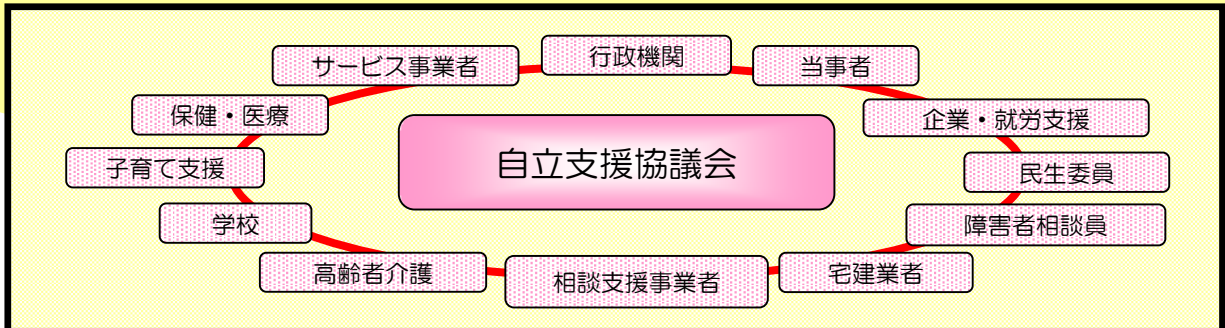 行政機関
サービス事業者
当事者
保健・医療
企業・就労支援
自立支援協議会
子育て支援
民生委員
学校
障害者相談員
高齢者介護
相談支援事業者
宅建業者